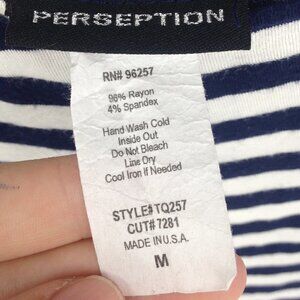 PERSEPTION
RN# 96257
96% Rayon
4% Spandex
Hand Wash Cold
Inside Out
Do Not Bleach
Line Dry
Cool Iron if Needed
STYLE# TQ257
CUT# 7281
MADE IN U.S.A.
M